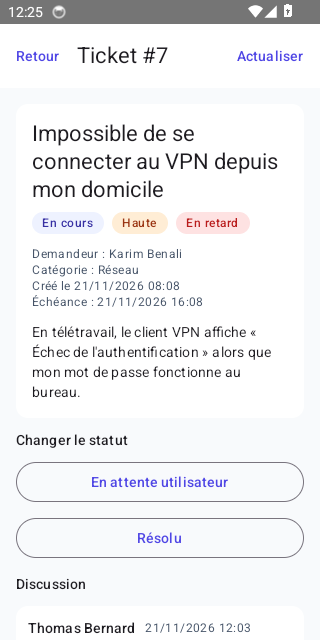 12:25
Retour Ticket #7 Actualiser
Impossible de se
connecter au VPN depuis
mon domicile
En cours Haute En retard
Demandeur : Karim Benali
Catégorie : Réseau
Créé le 21/11/2026 08:08
Échéance : 21/11/2026 16:08
En télétravail, le client VPN affiche «
Échec de l'authentification » alors que
mon mot de passe fonctionne au
bureau.
Changer le statut
En attente utilisateur
Résolu
Discussion
Thomas Bernard 21/11/2026 12:03